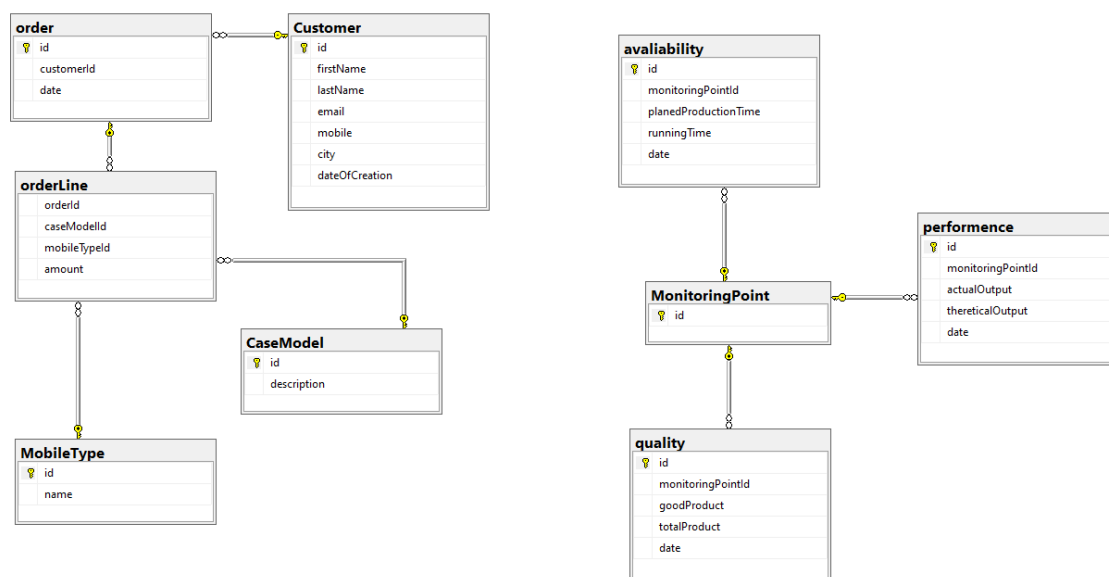 order
id
customerId
date
Customer
id
firstName
lastName
email
mobile
city
dateOfCreation
orderLine
orderId
caseModelId
mobileTypeId
amount
CaseModel
id
description
MobileType
id
name
avaliability
id
monitoringPointId
planedProductionTime
runningTime
date
performence
id
monitoringPointId
actualOutput
thereticalOutput
date
MonitoringPoint
id
quality
id
monitoringPointId
goodProduct
totalProduct
date